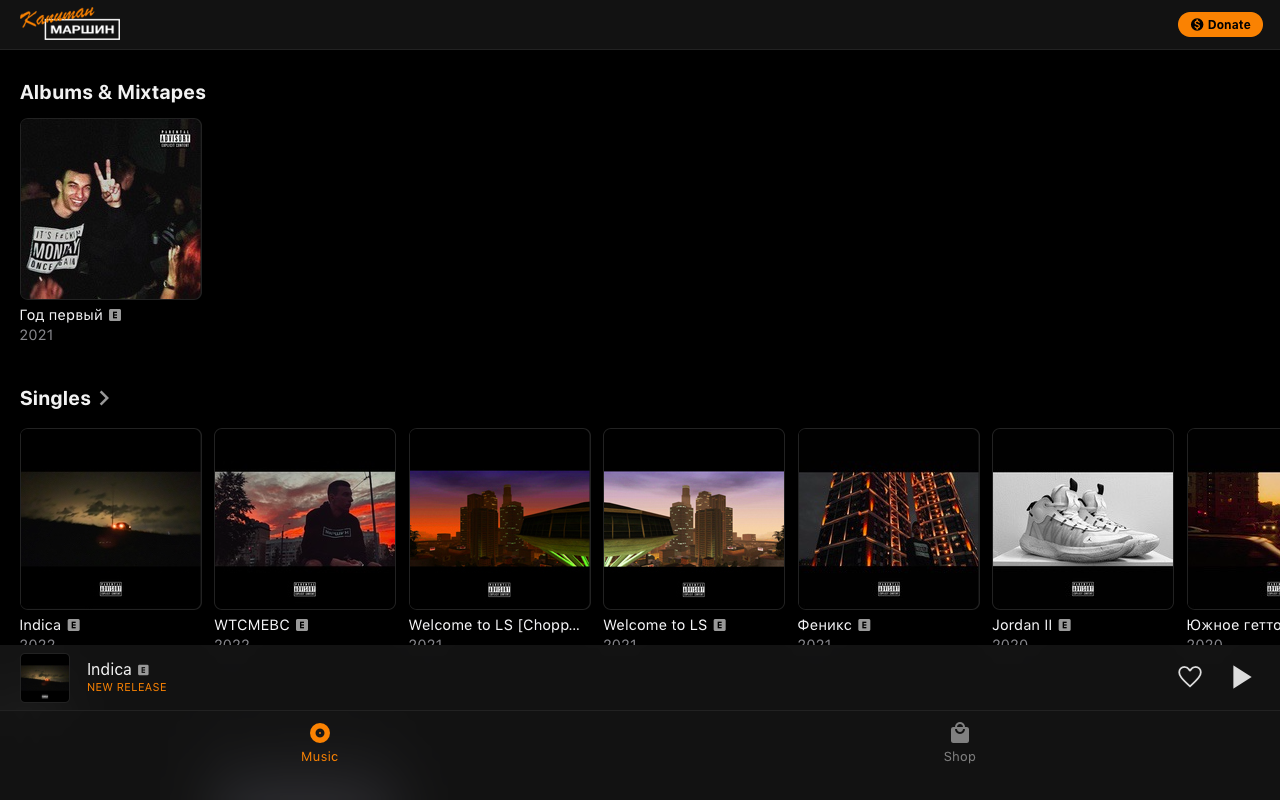 Капитан
МАРШИН
Donate
Albums & Mixtapes
PARENTAL
ADVISORY
EXPLICIT CONTENT
IT'S F#CKIN
MONDAY
ONCE AGAIN
Год первый E
2021
Singles
Indica E
2022
WTCMEBC E
2022
Welcome to LS [Chopp...
2021
Welcome to LS E
2021
Феникс E
2021
Jordan II E
2020
Южное гетто
2020
Indica E
NEW RELEASE
Music
Shop